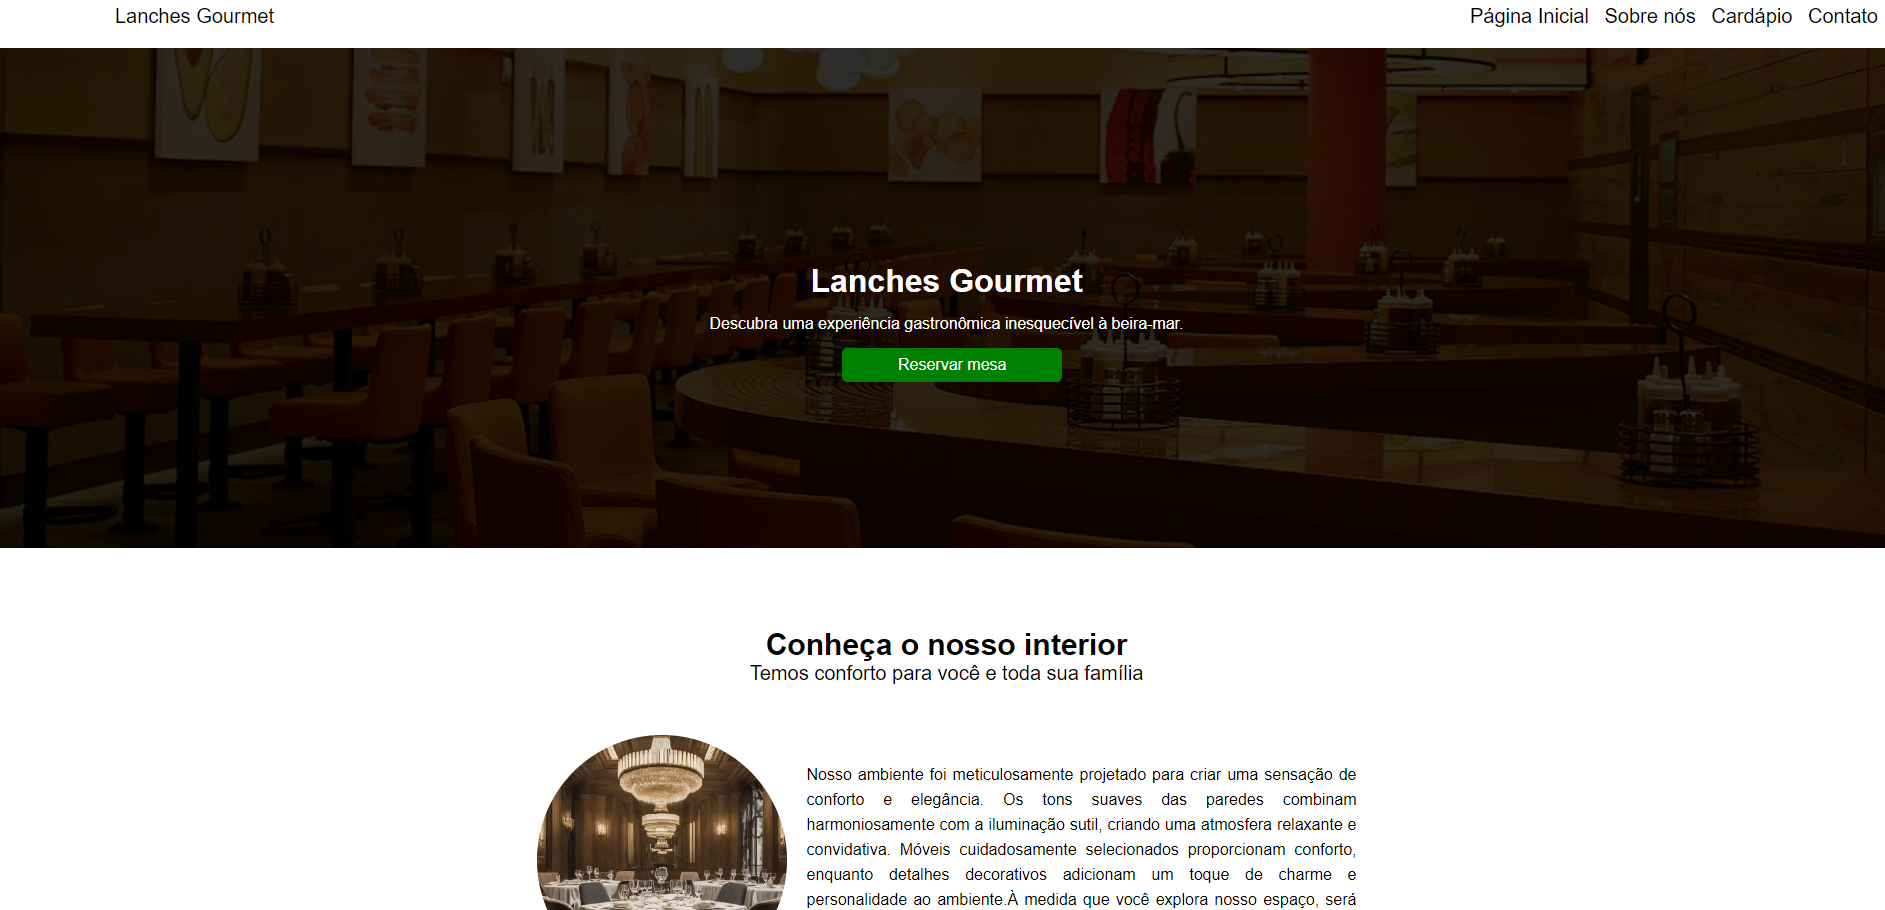 Lanches Gourmet
Página Inicial Sobre nós Cardápio Contato
Lanches Gourmet
Descubra uma experiência gastronômica inesquecível à beira-mar.
Reservar mesa
Conheça o nosso interior
Temos conforto para você e toda sua família
Nosso ambiente foi meticulosamente projetado para criar uma sensação de
conforto e elegância. Os tons suaves das paredes combinam
harmoniosamente com a iluminação sutil, criando uma atmosfera relaxante e
convidativa. Móveis cuidadosamente selecionados proporcionam conforto,
enquanto detalhes decorativos adicionam um toque de charme e
personalidade ao ambiente.À medida que você explora nosso espaço, será